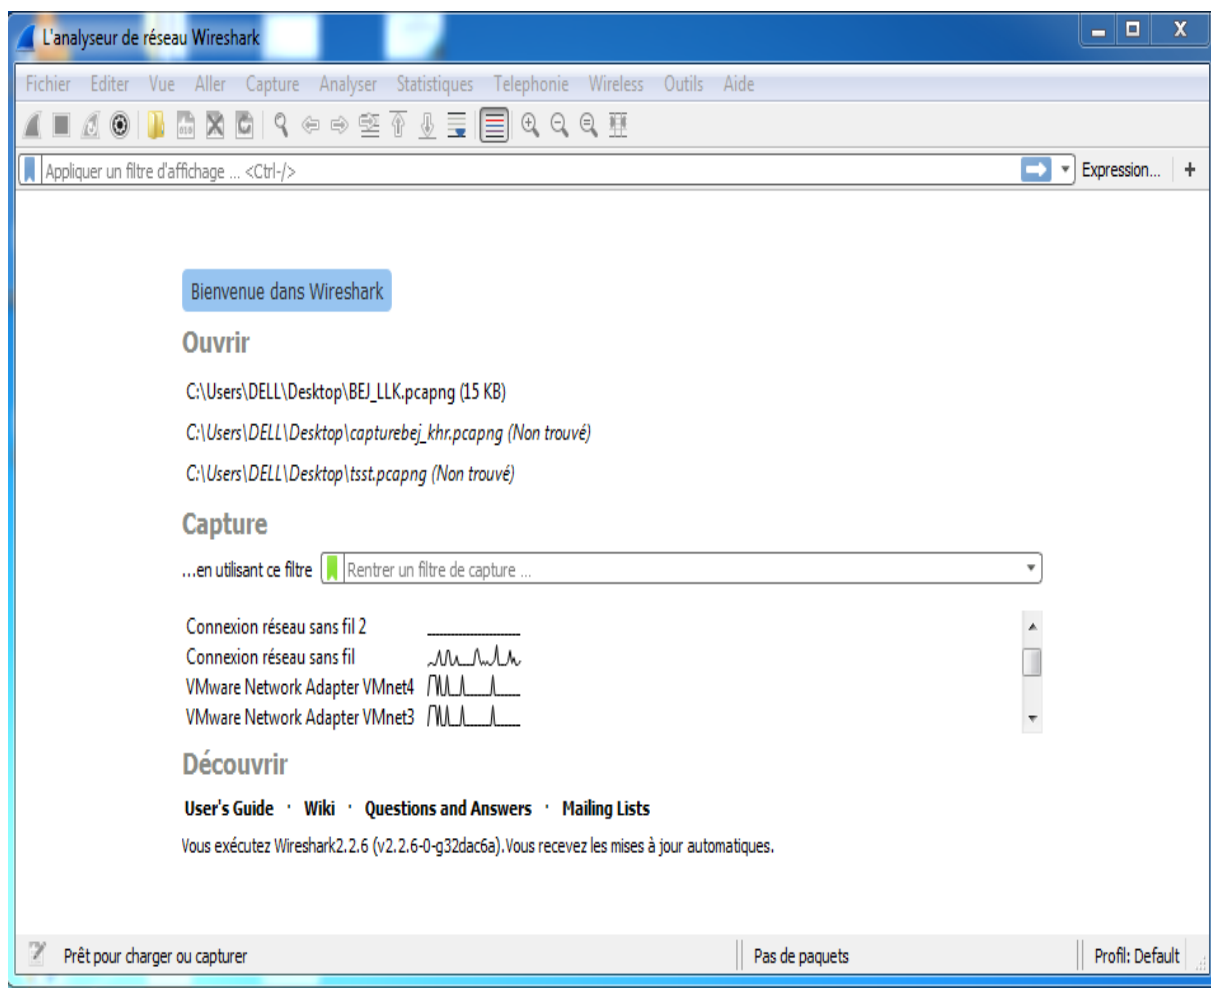 L'analyseur de réseau Wireshark
Fichier Editer Vue Aller Capture Analyser Statistiques Telephonie Wireless Outils Aide
Appliquer un filtre d'affichage ... <Ctrl-/> Expression... +
Bienvenue dans Wireshark
Ouvrir
C:\Users\DELL\Desktop\BEJ_LLK.pcapng (15 KB)
C:\Users\DELL\Desktop\capturebej_khr.pcapng (Non trouvé)
C:\Users\DELL\Desktop\tsst.pcapng (Non trouvé)
Capture
...en utilisant ce filtre Rentrer un filtre de capture ...
Connexion réseau sans fil 2
Connexion réseau sans fil
VMware Network Adapter VMnet4
VMware Network Adapter VMnet3
Découvrir
User's Guide · Wiki · Questions and Answers · Mailing Lists
Vous exécutez Wireshark2.2.6 (v2.2.6-0-g32dac6a).Vous recevez les mises à jour automatiques.
Prêt pour charger ou capturer Pas de paquets Profil: Default